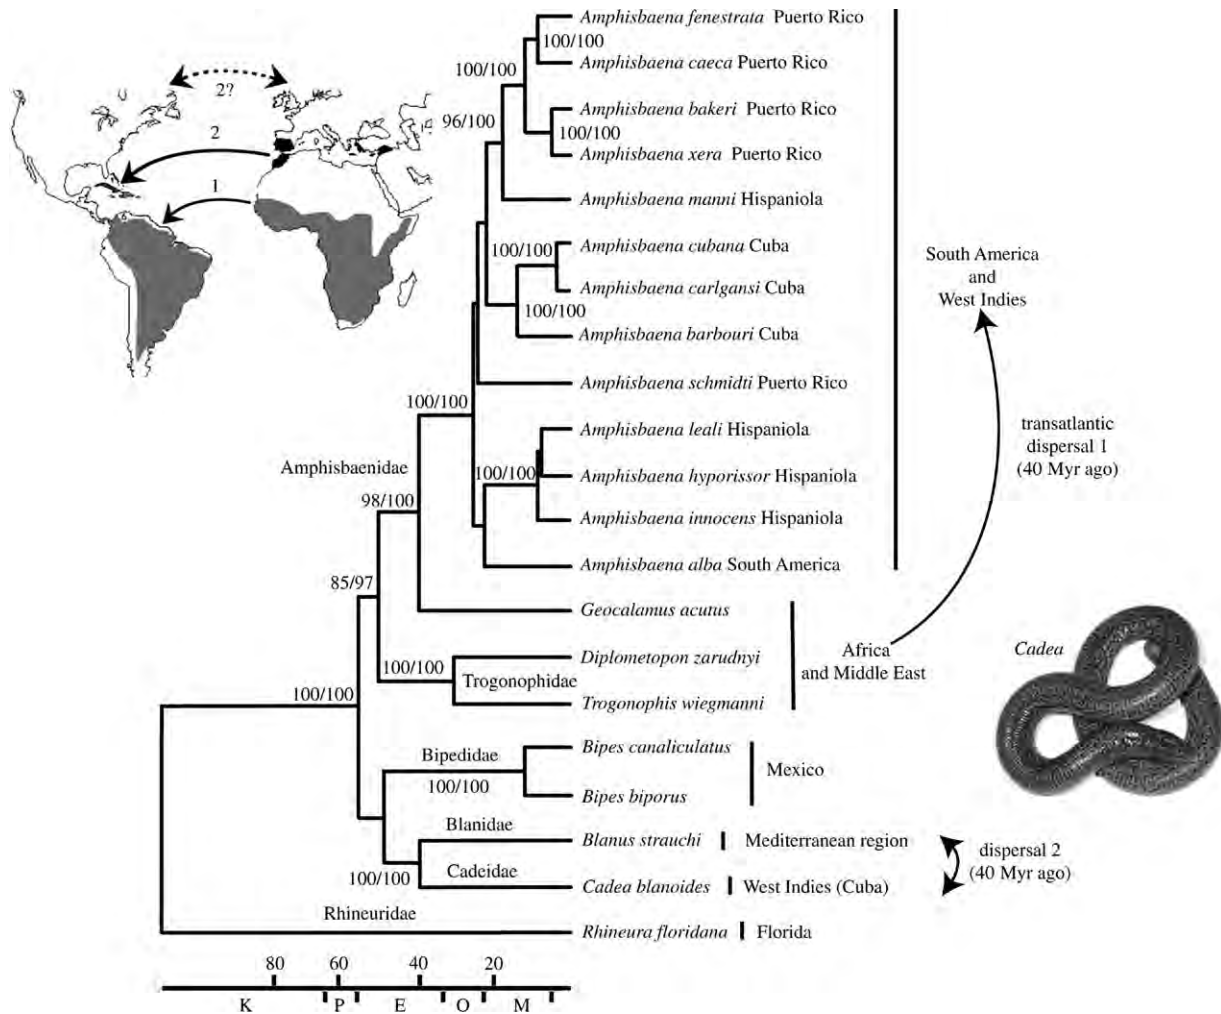 2?
2
1
100/100
100/100
96/100
100/100
100/100
100/100
100/100
100/100
98/100
85/97
100/100
100/100
100/100
100/100
Amphisbaena fenestrata Puerto Rico
Amphisbaena caeca Puerto Rico
Amphisbaena bakeri Puerto Rico
Amphisbaena xera Puerto Rico
Amphisbaena manni Hispaniola
Amphisbaena cubana Cuba
Amphisbaena carlgansi Cuba
Amphisbaena barbouri Cuba
Amphisbaena schmidti Puerto Rico
Amphisbaena leali Hispaniola
Amphisbaena hyporissor Hispaniola
Amphisbaena innocens Hispaniola
Amphisbaena alba South America
Geocalamus acutus
Diplometopon zarudnyi
Trogonophis wiegmanni
Bipes canaliculatus
Bipes biporus
Blanus strauchi
Mediterranean region
Cadea blanoides
West Indies (Cuba)
Rhineura floridana
Florida
Amphisbaenidae
Trogonophidae
Bipedidae
Blanidae
Cadeidae
Rhineuridae
South America
and
West Indies
transatlantic
dispersal 1
(40 Myr ago)
Africa
and Middle East
Mexico
Cadea
dispersal 2
(40 Myr ago)
80 60 40 20
K P E O M